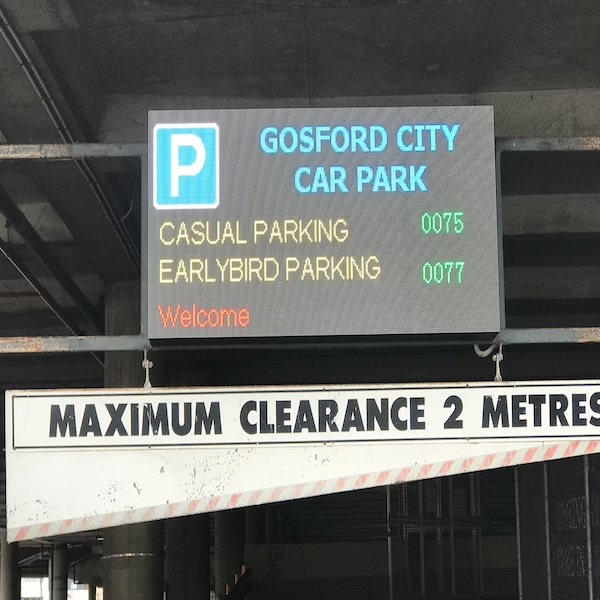 P
GOSFORD CITY
CAR PARK
CASUAL PARKING 0075
EARLYBIRD PARKING 0077
Welcome
MAXIMUM CLEARANCE 2 METRES